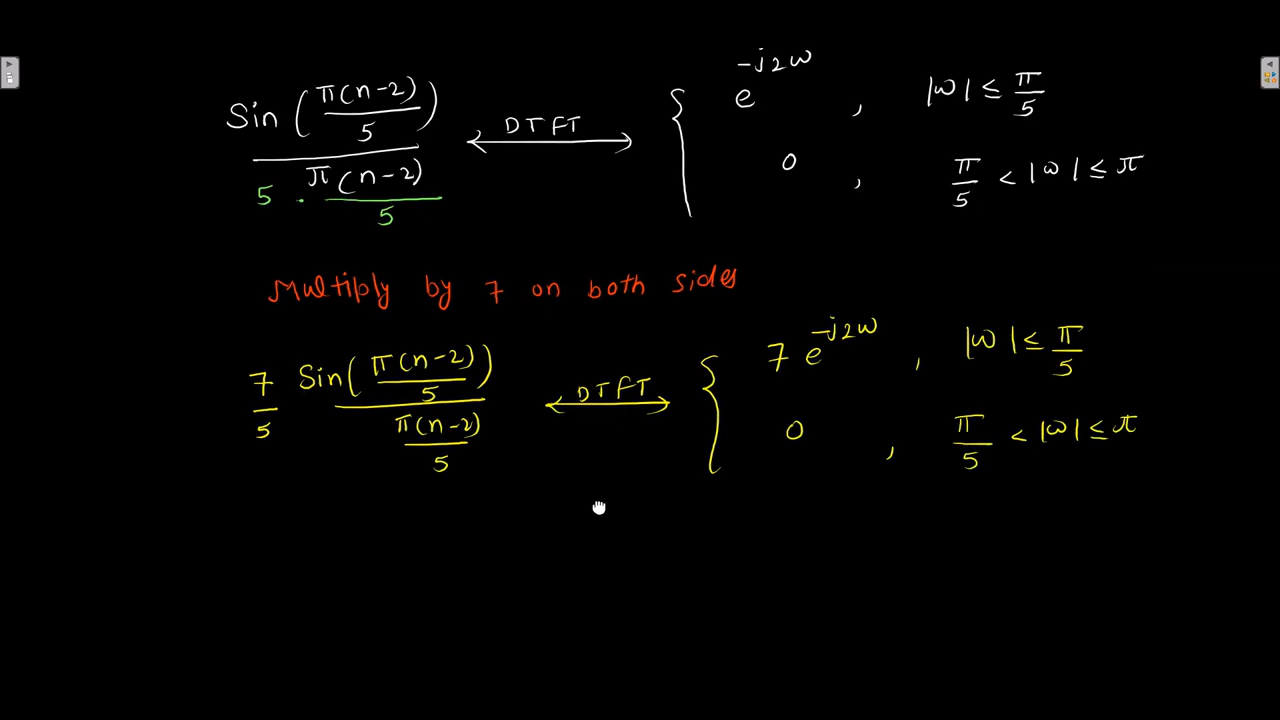 sin(π(n-2)/5) / (5 · π(n-2)/5) ⟷DTFT { e^{-j2ω} , |ω| ≤ π/5
0 , π/5 < |ω| ≤ π
Multiply by 7 on both sides
7/5 sin(π(n-2)/5) / (π(n-2)/5) ⟷DTFT { 7 e^{-j2ω} , |ω| ≤ π/5
0 , π/5 < |ω| ≤ π